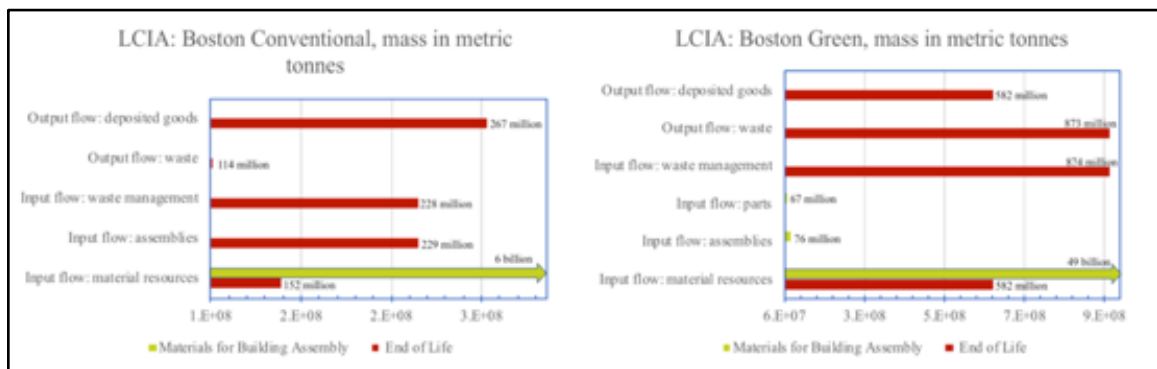 LCIA: Boston Conventional, mass in metric
tonnes
Output flow: deposited goods
267 million
Output flow: waste
114 million
Input flow: waste management
228 million
Input flow: assemblies
229 million
6 billion
Input flow: material resources
152 million
1.E+08
2.E+08
2.E+08
3.E+08
Materials for Building Assembly
End of Life
LCIA: Boston Green, mass in metric tonnes
Output flow: deposited goods
582 million
873 million
Output flow: waste
874 million
Input flow: waste management
Input flow: parts
67 million
Input flow: assemblies
76 million
49 billion
Input flow: material resources
582 million
6.E+07
3.E+08
5.E+08
7.E+08
9.E+08
Materials for Building Assembly
End of Life